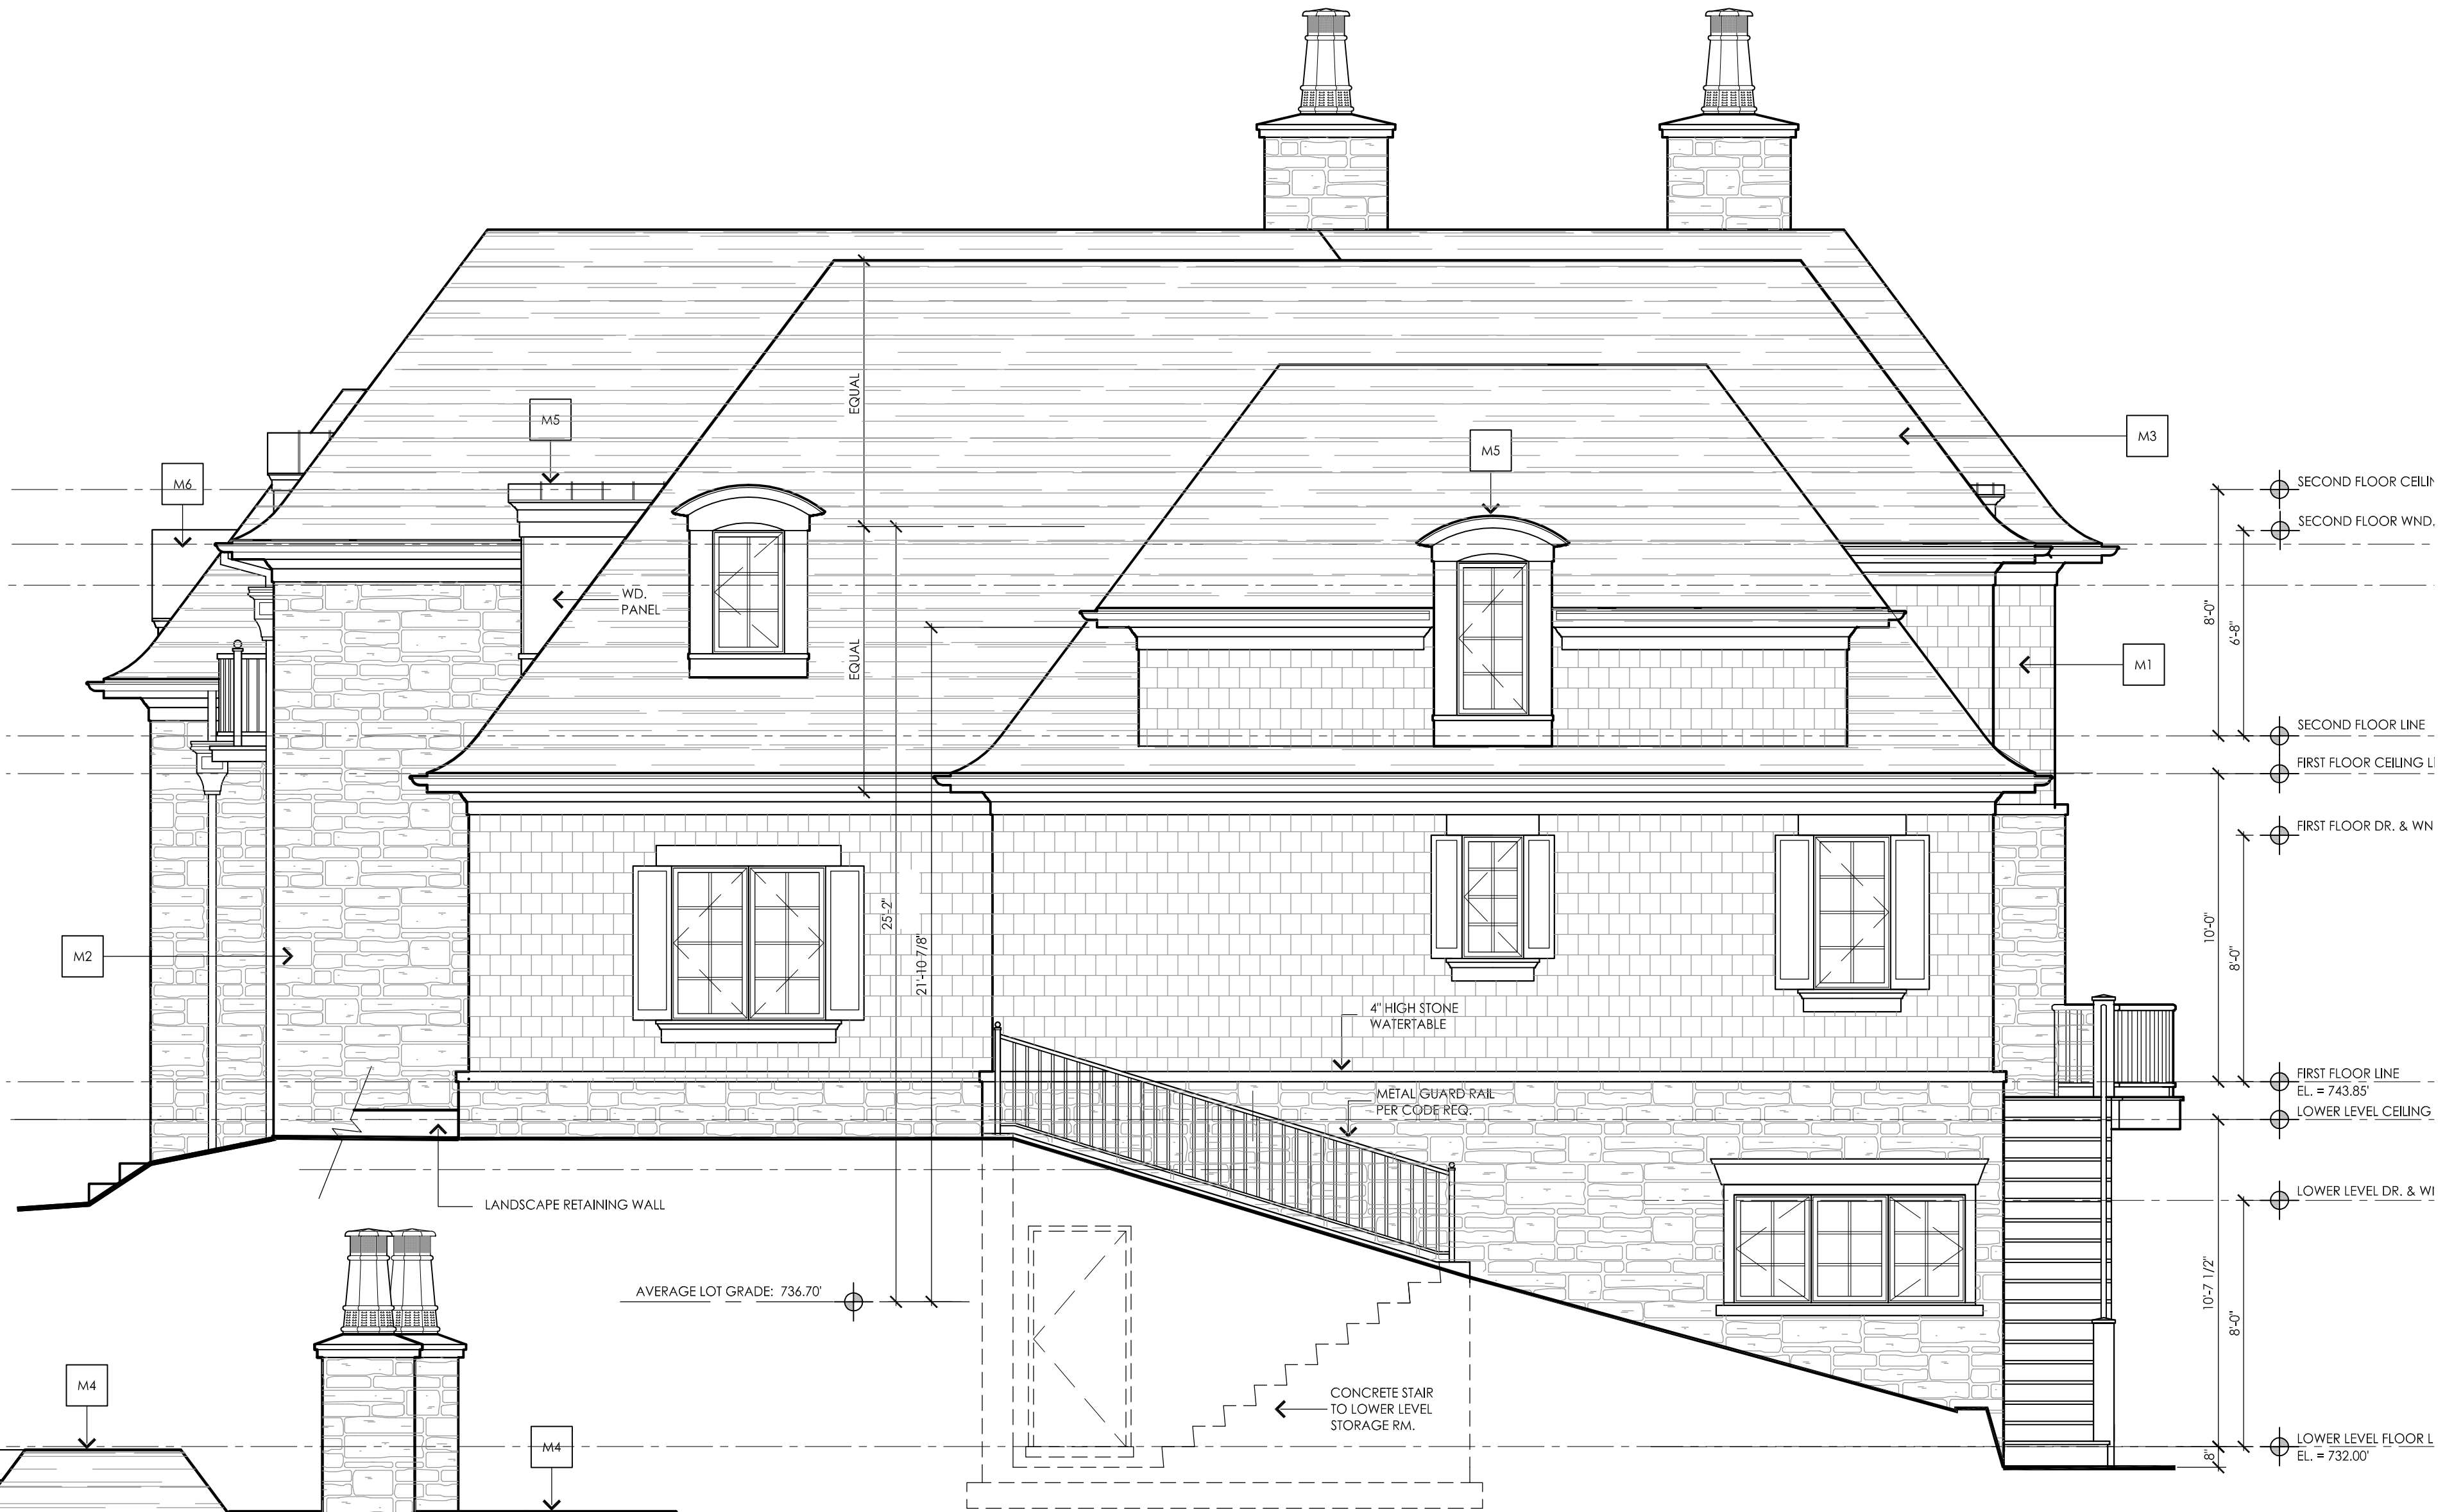 EQUAL
M5
M5
M3
M6
SECOND FLOOR
SECOND FLOOR WND.
WD.
PANEL
8'-0"
6'-8"
EQUAL
M1
SECOND FLOOR LINE
FIRST FLOOR CEILING
FIRST FLOOR DR. &
25'-2"
21'-10 7/8"
10'-0"
8'-0"
M2
4" HIGH STONE
WATERTABLE
METAL GUARD RAIL
PER CODE REQ.
FIRST FLOOR LINE
EL. = 743.85'
LOWER LEVEL CEILING
LANDSCAPE RETAINING WALL
LOWER LEVEL DR. &
AVERAGE LOT GRADE: 736.70'
10'-7 1/2"
8'-0"
M4
M4
CONCRETE STAIR
TO LOWER LEVEL
STORAGE RM.
LOWER LEVEL FLOOR
EL. = 732.00'
8"